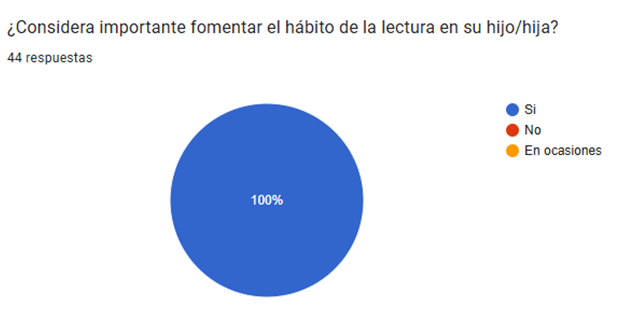 ¿Considera importante fomentar el hábito de la lectura en su hijo/hija?
44 respuestas
Si
No
En ocasiones
100%